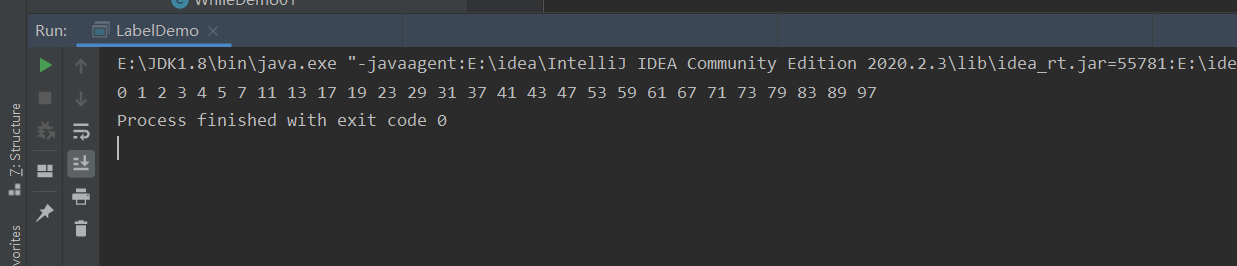 WhileDemo01
Run: LabelDemo
E:\JDK1.8\bin\java.exe "-javaagent:E:\idea\IntelliJ IDEA Community Edition 2020.2.3\lib\idea_rt.jar=55781:E:\ide
0 1 2 3 4 5 7 11 13 17 19 23 29 31 37 41 43 47 53 59 61 67 71 73 79 83 89 97
Process finished with exit code 0
7: Structure
vorites